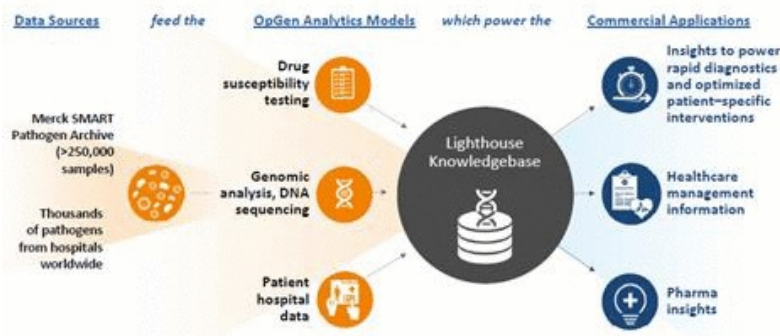 Data Sources
feed the
OpGen Analytics Models
which power the
Commercial Applications
Merck SMART
Pathogen Archive
(>250,000
samples)
Thousands
of pathogens
from hospitals
worldwide
Drug
susceptibility
testing
Genomic
analysis, DNA
sequencing
Patient
hospital
data
Lighthouse
Knowledgebase
Insights to power
rapid diagnostics
and optimized
patient-specific
interventions
Healthcare
management
information
Pharma
insights